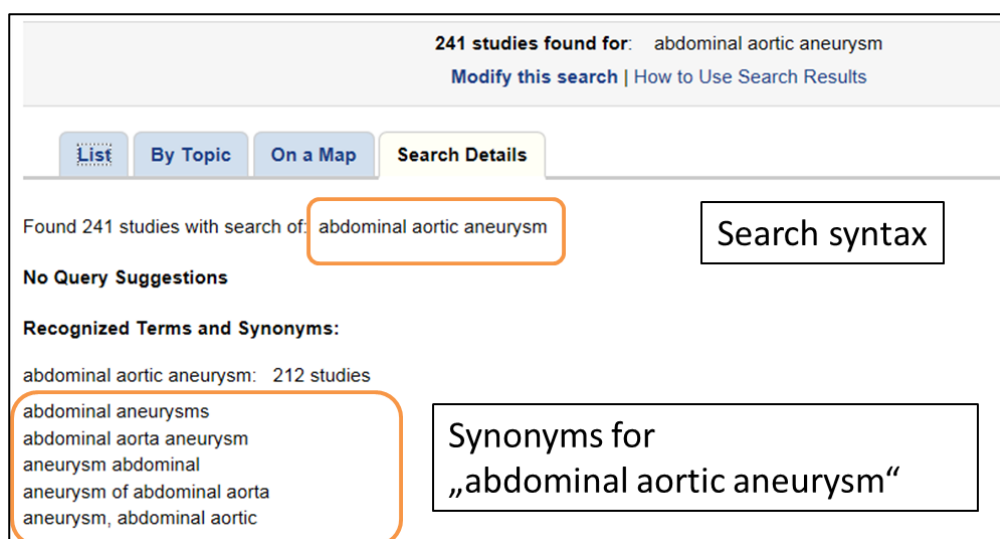 241 studies found for: abdominal aortic aneurysm
Modify this search | How to Use Search Results
List By Topic On a Map Search Details
Found 241 studies with search of: abdominal aortic aneurysm
Search syntax
No Query Suggestions
Recognized Terms and Synonyms:
abdominal aortic aneurysm: 212 studies
abdominal aneurysms
abdominal aorta aneurysm
aneurysm abdominal
aneurysm of abdominal aorta
aneurysm, abdominal aortic
Synonyms for
„abdominal aortic aneurysm“